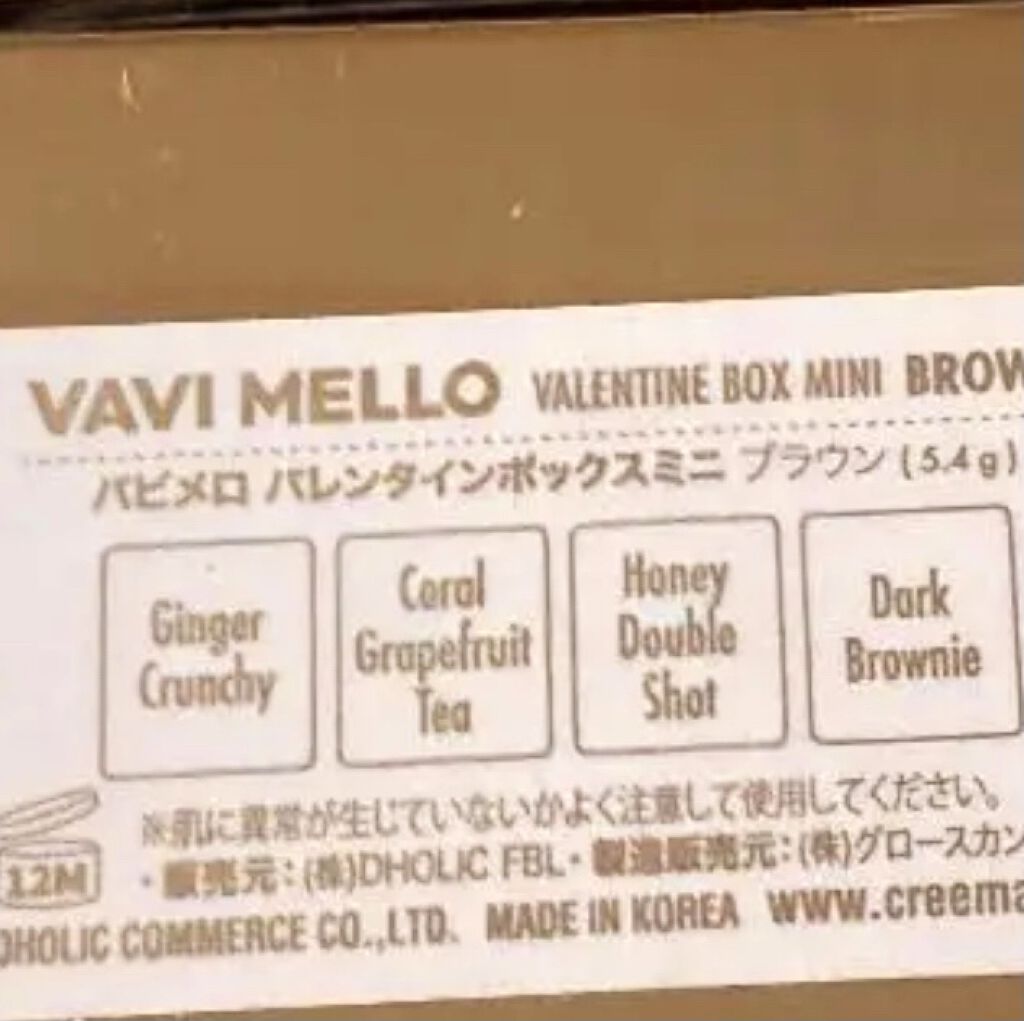 VAVI MELLO VALENTINE BOX MINI BROW
バビメロ バレンタインボックスミニ ブラウン (5.4g)
Ginger
Crunchy
Coral
Grapefruit
Tea
Honey
Double
Shot
Dark
Brownie
※肌に異常が生じていないかよく注意して使用してください。
12M
・販売元:(株)DHOLIC FBL・製造販売元:(株)グロースカン
DHOLIC COMMERCE CO.,LTD. MADE IN KOREA www.creema